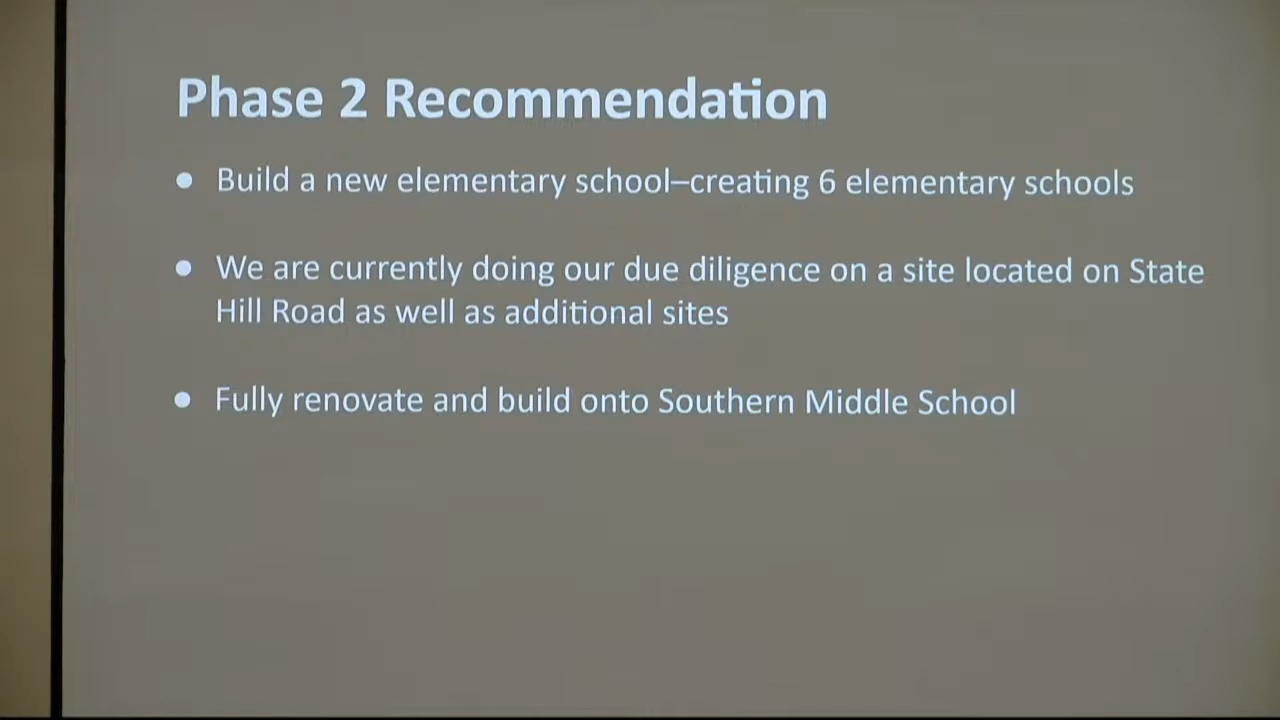 Phase 2 Recommendation
● Build a new elementary school–creating 6 elementary schools
● We are currently doing our due diligence on a site located on State
Hill Road as well as additional sites
● Fully renovate and build onto Southern Middle School